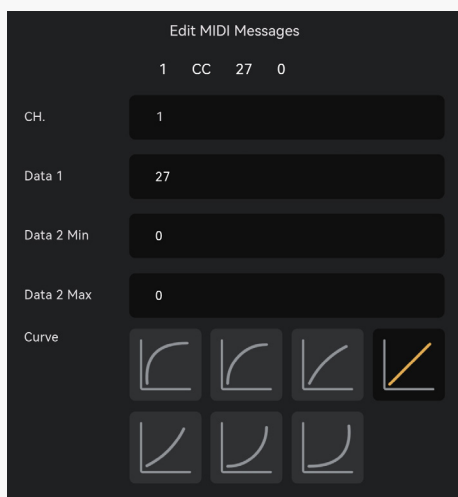 Edit MIDI Messages
1 CC 27 0
CH. 1
Data 1 27
Data 2 Min 0
Data 2 Max 0
Curve